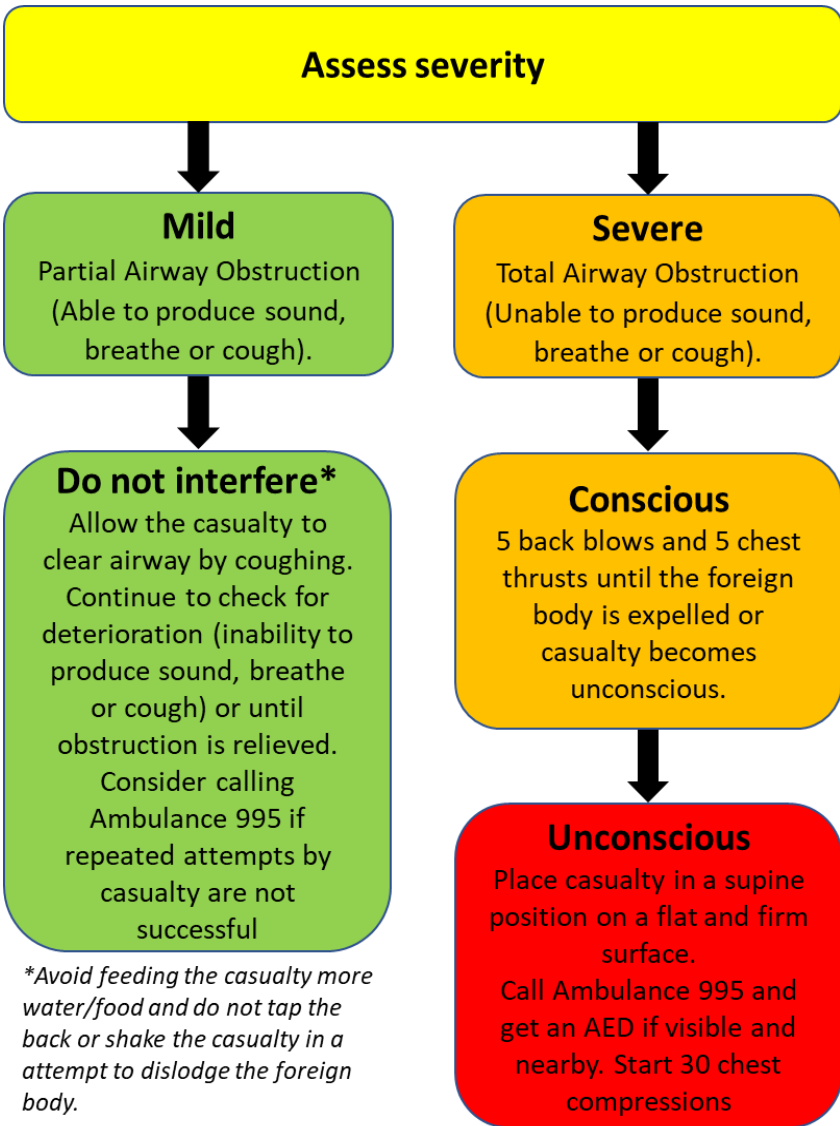 Assess severity
Mild
Partial Airway Obstruction
(Able to produce sound,
breathe or cough).
Do not interfere*
Allow the casualty to
clear airway by coughing.
Continue to check for
deterioration (inability to
produce sound, breathe
or cough) or until
obstruction is relieved.
Consider calling
Ambulance 995 if
repeated attempts by
casualty are not
successful
*Avoid feeding the casualty more
water/food and do not tap the
back or shake the casualty in a
attempt to dislodge the foreign
body.
Severe
Total Airway Obstruction
(Unable to produce sound,
breathe or cough).
Conscious
5 back blows and 5 chest
thrusts until the foreign
body is expelled or
casualty becomes
unconscious.
Unconscious
Place casualty in a supine
position on a flat and firm
surface.
Call Ambulance 995 and
get an AED if visible and
nearby. Start 30 chest
compressions